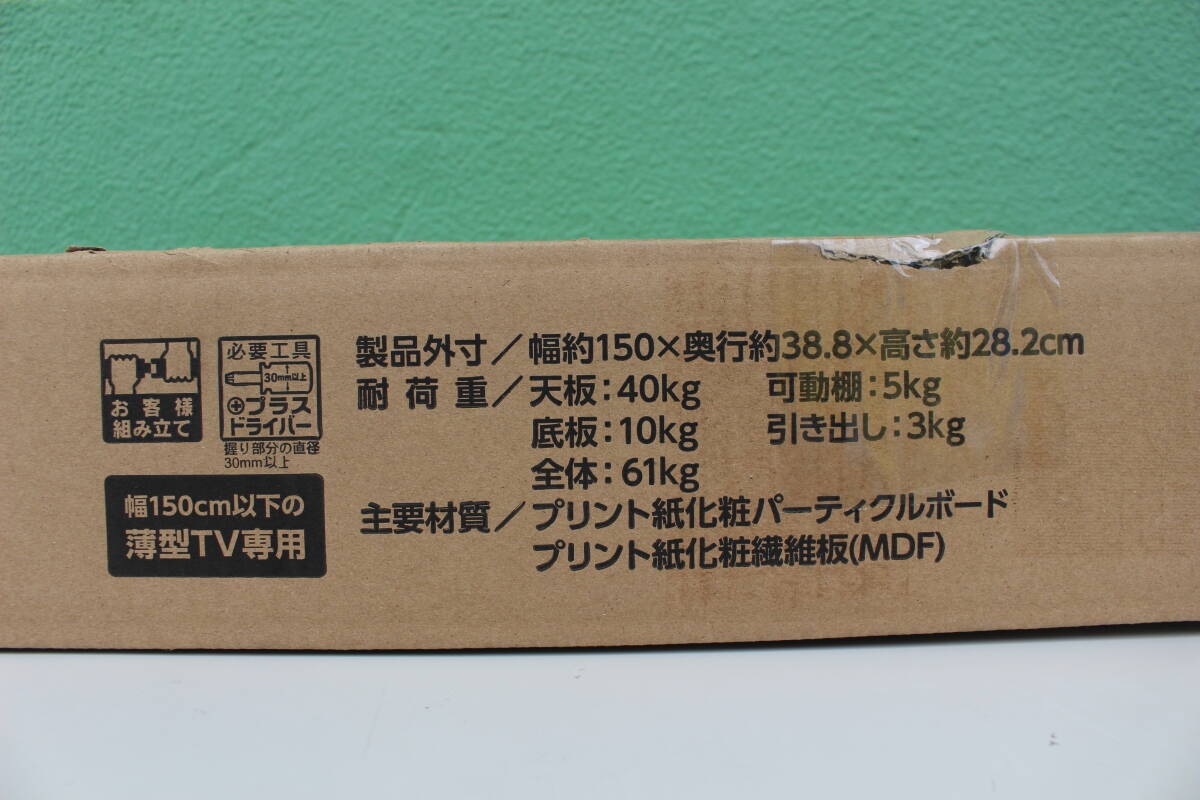 お客様
組み立て
必要工具
30mm以上
⊕プラス
ドライバー
握り部分の直径
30mm以上
幅150cm以下の
薄型TV専用
製品外寸／幅約150×奥行約38.8×高さ約28.2cm
耐荷重／天板：40kg 可動棚：5kg
底板：10kg 引き出し：3kg
全体：61kg
主要材質／プリント紙化粧パーティクルボード
プリント紙化粧繊維板(MDF)